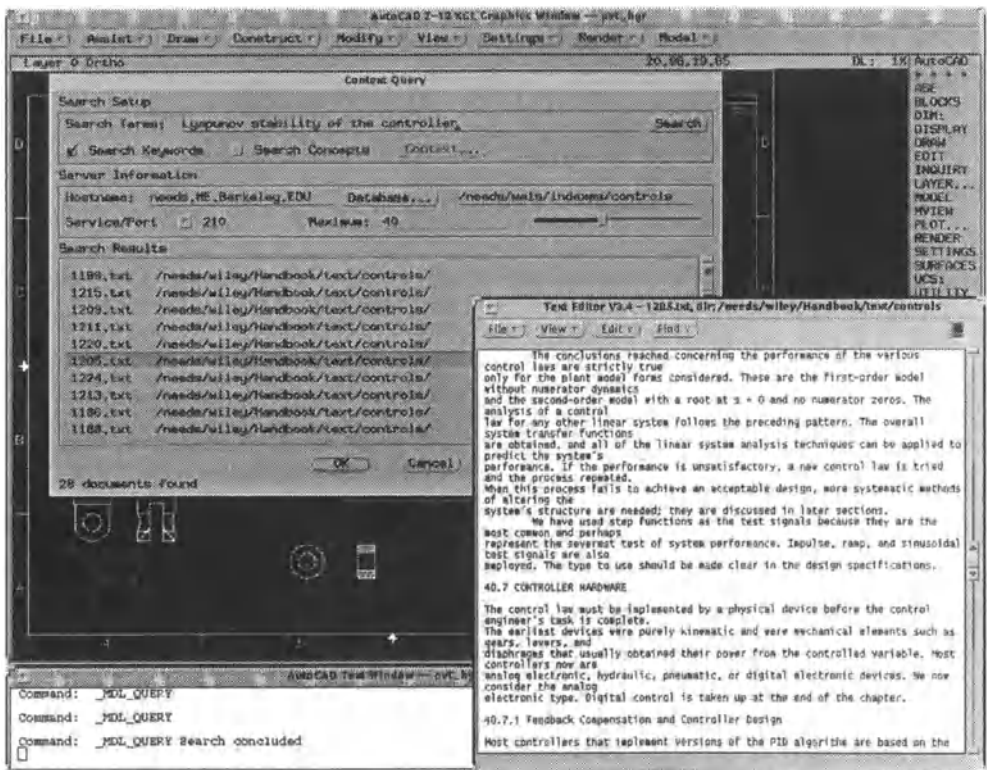 AutoCAD Z-12 XGL Graphics Window — pvt_hgr
File Assist Draw Construct Modify View Settings Render Model
Layer 0 Ortho 20.86,19.65 DL: 1K AutoCAD
* * * *
ASE
BLOCKS
DIM:
DISPLAY
DRAW
EDIT
INQUIRY
LAYER...
MODEL
MVIEW
PLOT...
RENDER
SETTINGS
SURFACES
UCS:
UTILITY
Context Query
Search Setup
Search Terms: Lyapunov stability of the controller Search
Search Keywords Search Concepts Context...
Server Information
Hostname: needs.ME.Berkeley.EDU Database... /needs/wais/indexes/controls
Service/Port 210 Maximum: 40
Search Results
1199.txt /needs/wiley/Handbook/text/controls/
1215.txt /needs/wiley/Handbook/text/controls/
1209.txt /needs/wiley/Handbook/text/controls/
1211.txt /needs/wiley/Handbook/text/controls/
1220.txt /needs/wiley/Handbook/text/controls/
1205.txt /needs/wiley/Handbook/text/controls/
1224.txt /needs/wiley/Handbook/text/controls/
1213.txt /needs/wiley/Handbook/text/controls/
1186.txt /needs/wiley/Handbook/text/controls/
1188.txt /needs/wiley/Handbook/text/controls/
OK Cancel
28 documents found
D
C
B
A
D
Text Editor V3.4 - 1205.txt, dir; /needs/wiley/Handbook/text/controls
File View Edit Find
The conclusions reached concerning the performance of the various
control laws are strictly true
only for the plant model forms considered. These are the first-order model
without numerator dynamics
and the second-order model with a root at s = 0 and no numerator zeros. The
analysis of a control
law for any other linear system follows the preceding pattern. The overall
system transfer functions
are obtained, and all of the linear system analysis techniques can be applied to
predict the system's
performance. If the performance is unsatisfactory, a new control law is tried
and the process repeated.
When this process fails to achieve an acceptable design, more systematic methods
of altering the
system's structure are needed; they are discussed in later sections.
We have used step functions as the test signals because they are the
most common and perhaps
represent the severest test of system performance. Impulse, ramp, and sinusoidal
test signals are also
employed. The type to use should be made clear in the design specifications.
40.7 CONTROLLER HARDWARE
The control law must be implemented by a physical device before the control
engineer's task is complete.
The earliest devices were purely kinematic and were mechanical elements such as
gears, levers, and
diaphragms that usually obtained their power from the controlled variable. Most
controllers now are
analog electronic, hydraulic, pneumatic, or digital electronic devices. We now
consider the analog
electronic type. Digital control is taken up at the end of the chapter.
40.7.1 Feedback Compensation and Controller Design
Most controllers that implement versions of the PID algorithm are based on the
AutoCAD Text Window — pvt_hg
Command: _MDL_QUERY
Command: _MDL_QUERY
Command: _MDL_QUERY Search concluded